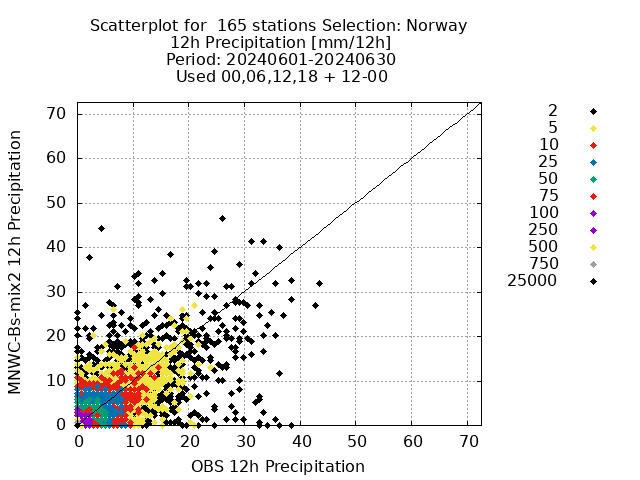 Scatterplot for  165 stations Selection: Norway
12h Precipitation [mm/12h]
Period: 20240601-20240630
Used 00,06,12,18 + 12-00
MNWC-Bs-mix2 12h Precipitation
70
60
50
40
30
20
10
0
0 10 20 30 40 50 60 70
OBS 12h Precipitation
2
5
10
25
50
75
100
250
500
750
25000